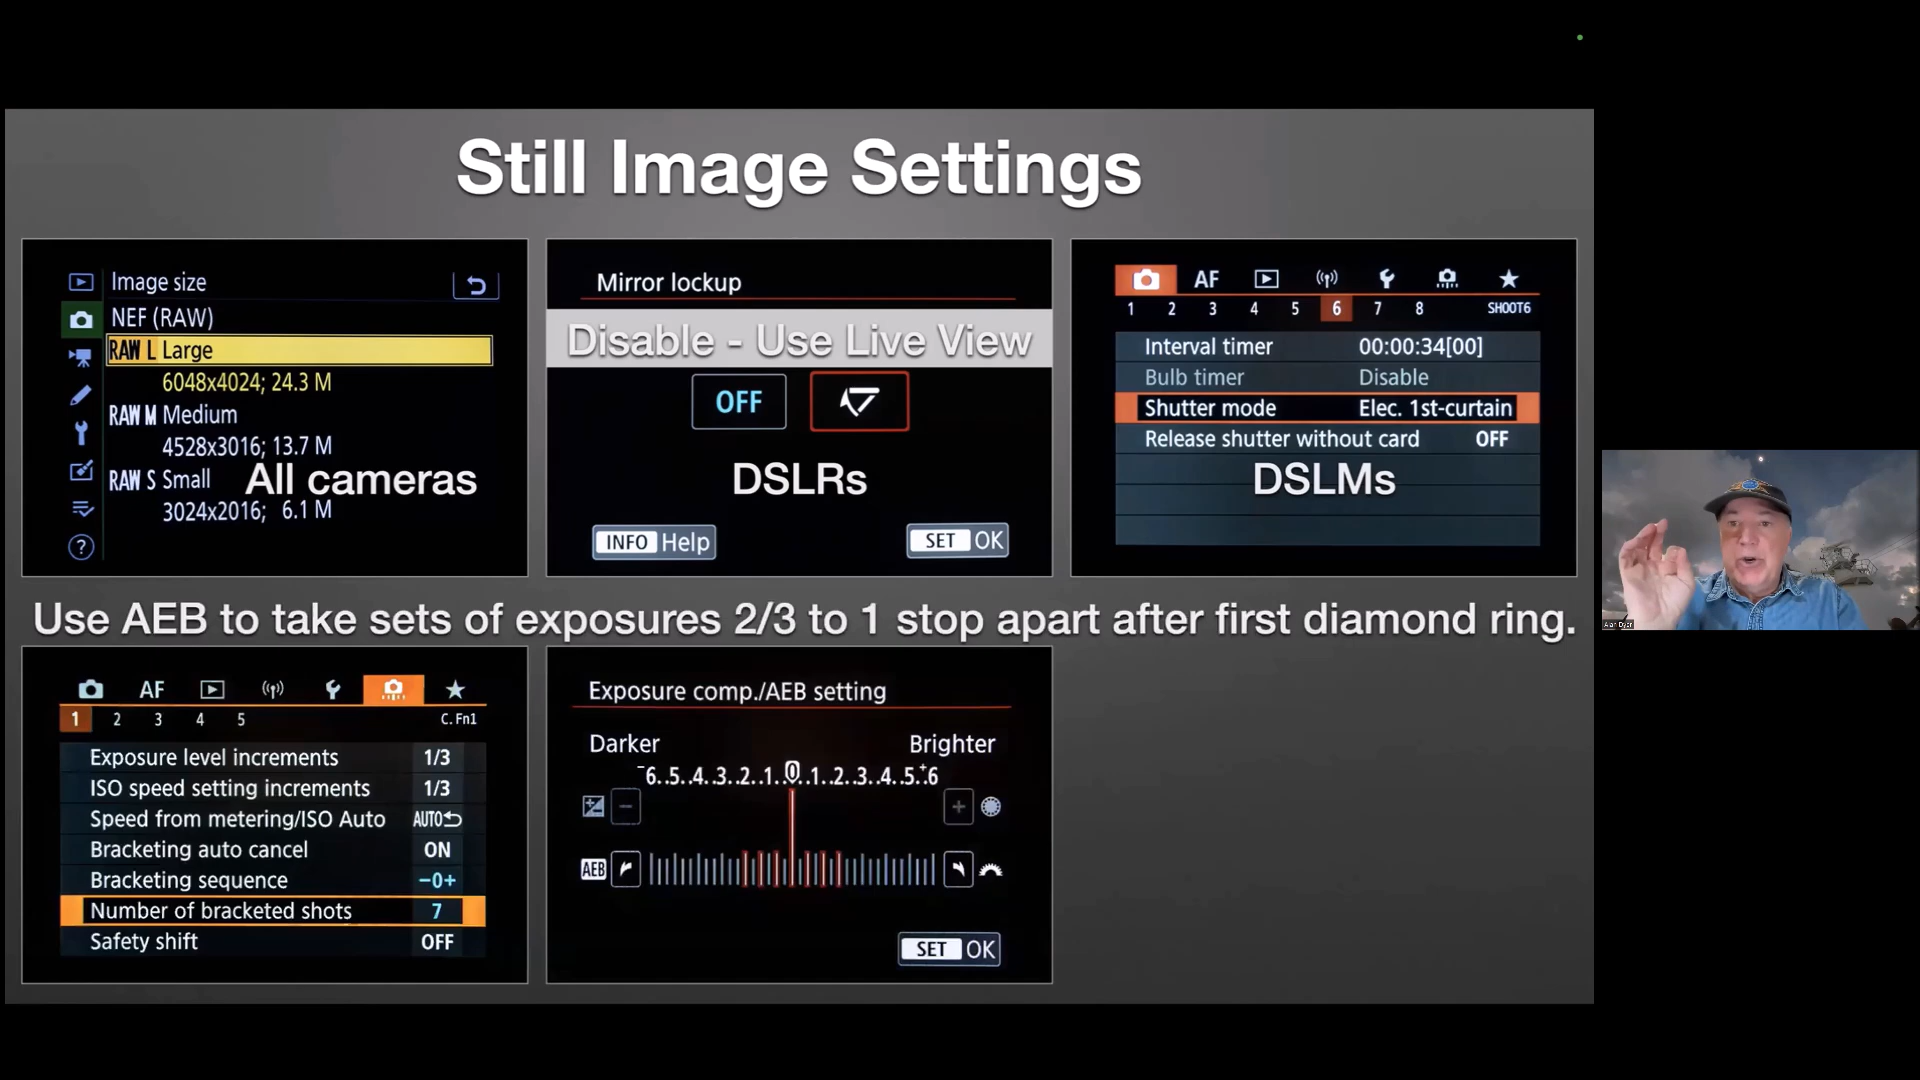 Still Image Settings
Image size
NEF (RAW)
RAW L Large
6048x4024; 24.3 M
RAW M Medium
4528x3016; 13.7 M
RAW S Small
3024x2016; 6.1 M
?
All cameras
Mirror lockup
Disable - Use Live View
OFF
DSLRs
INFO Help
SET OK
AF
1 2 3 4 5 6 7 8 SHOOT6
Interval timer 00:00:34[00]
Bulb timer Disable
Shutter mode Elec. 1st-curtain
Release shutter without card OFF
DSLMs
Use AEB to take sets of exposures 2/3 to 1 stop apart after first diamond ring.
AF
1 2 3 4 5 C.Fn1
Exposure level increments 1/3
ISO speed setting increments 1/3
Speed from metering/ISO Auto AUTO
Bracketing auto cancel ON
Bracketing sequence −0+
Number of bracketed shots 7
Safety shift OFF
Exposure comp./AEB setting
Darker Brighter
−6..5..4..3..2..1..0..1..2..3..4..5..+6
AEB
SET OK
Alan Dyer